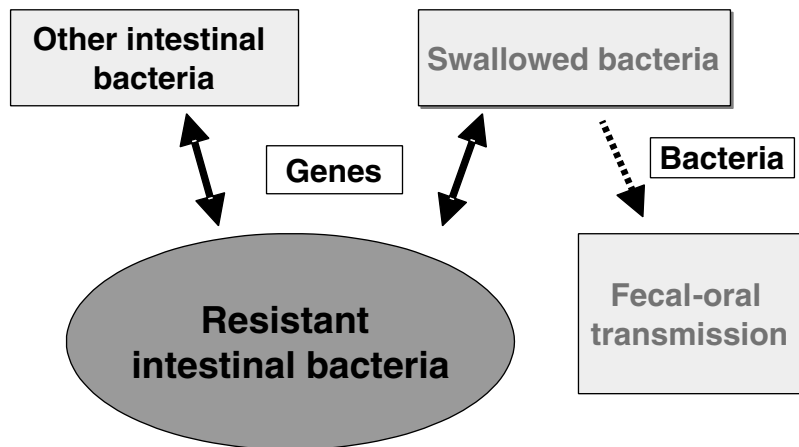 Other intestinal
bacteria
Swallowed bacteria
Genes
Bacteria
Resistant
intestinal bacteria
Fecal-oral
transmission